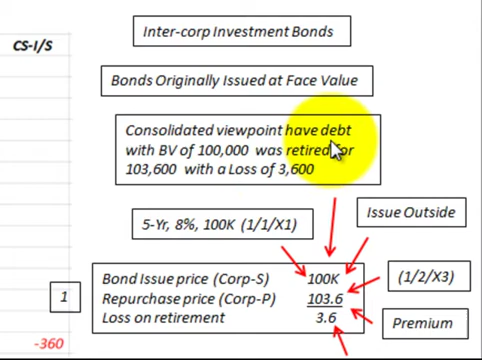 Inter-corp Investment Bonds
CS-I/S
Bonds Originally Issued at Face Value
Consolidated viewpoint have debt
with BV of 100,000 was retired for
103,600 with a Loss of 3,600
5-Yr, 8%, 100K (1/1/X1)
Issue Outside
Bond Issue price (Corp-S) 100K
(1/2/X3)
1
Repurchase price (Corp-P) 103.6
Loss on retirement 3.6
Premium
-360